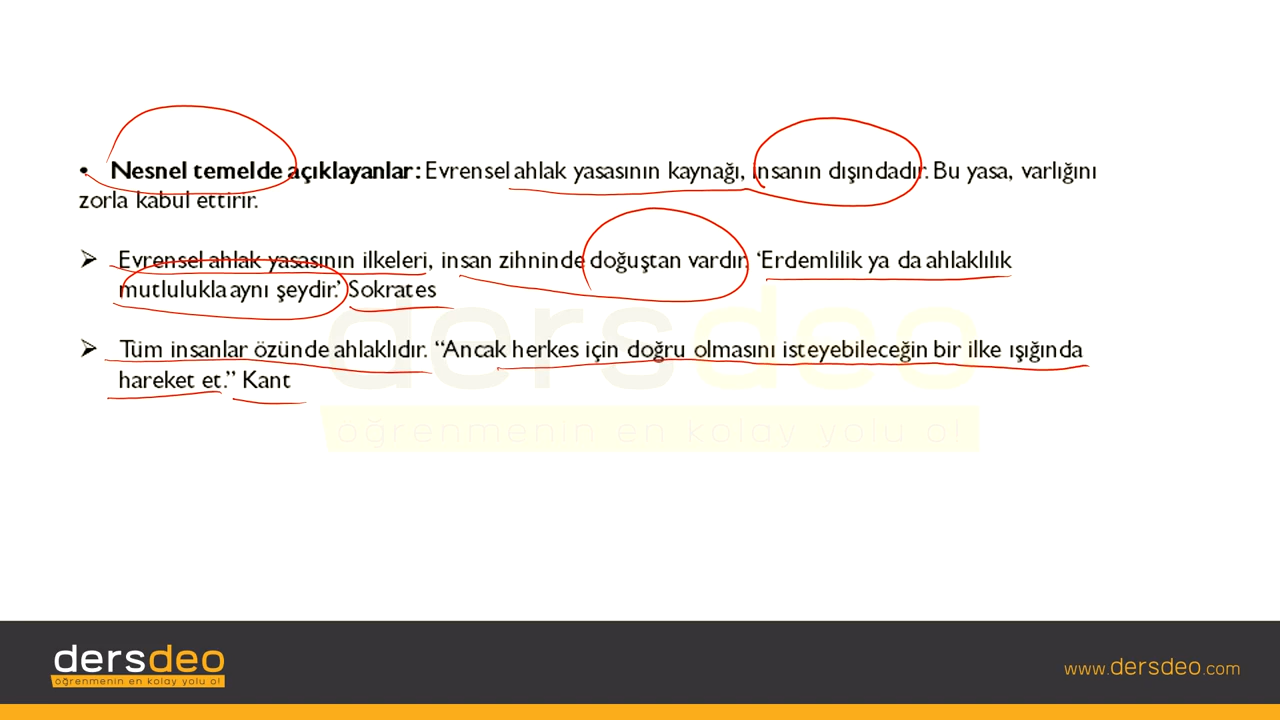 • Nesnel temelde açıklayanlar: Evrensel ahlak yasasının kaynağı, insanın dışındadır. Bu yasa, varlığını
zorla kabul ettirir.
➢ Evrensel ahlak yasasının ilkeleri, insan zihninde doğuştan vardır. ‘Erdemlilik ya da ahlaklılık
mutlulukla aynı şeydir.’ Sokrates
➢ Tüm insanlar özünde ahlaklıdır. “Ancak herkes için doğru olmasını isteyebileceğin bir ilke ışığında
hareket et.” Kant
dersdeo
öğrenmenin en kolay yolu o!
dersdeo
öğrenmenin en kolay yolu o!
www.dersdeo.com